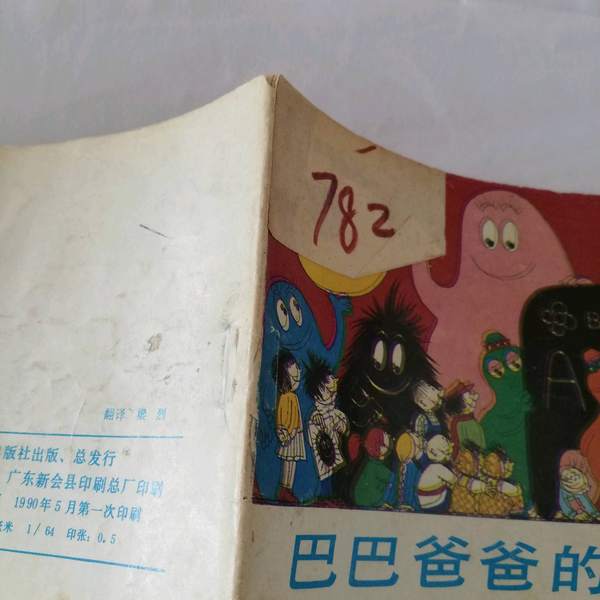 782
A
翻译 梁烈
版社出版、总发行
广东新会县印刷总厂印刷
1990年5月第一次印刷
米 1/64 印张:0.5
巴巴爸爸的